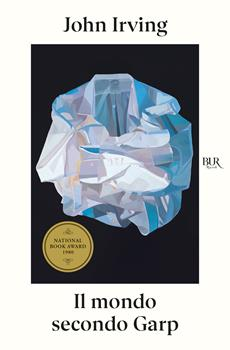 John Irving
BUR
NATIONAL
BOOK AWARD
1980
Il mondo
secondo Garp